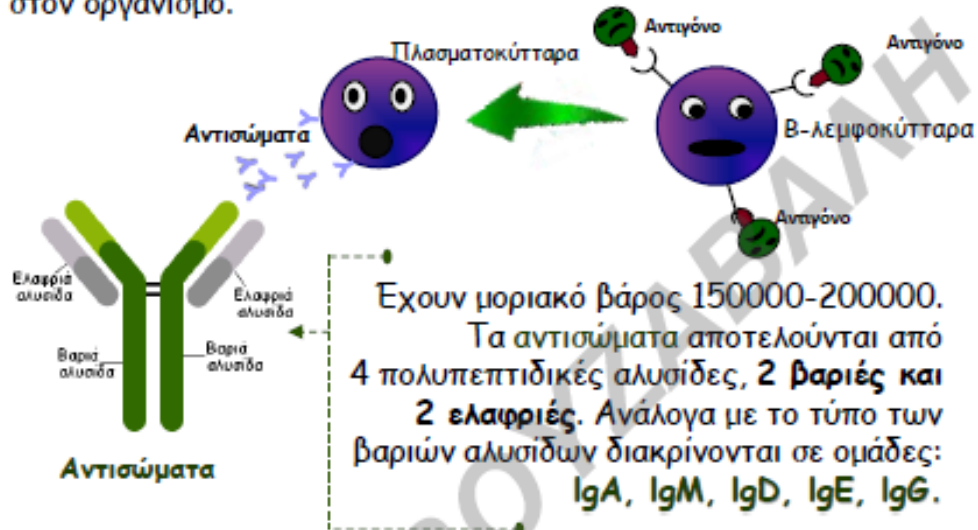 στον οργανισμό.
Αντιγόνο
Αντιγόνο
Πλασματοκύτταρα
Αντισώματα
Β-λεμφοκύτταρα
Αντιγόνο
Ελαφριά
αλυσίδα
Ελαφριά
αλυσίδα
Βαριά
αλυσίδα
Βαριά
αλυσίδα
Αντισώματα
Έχουν μοριακό βάρος 150000-200000.
Τα αντισώματα αποτελούνται από
4 πολυπεπτιδικές αλυσίδες, 2 βαριές και
2 ελαφριές. Ανάλογα με το τύπο των
βαριών αλυσίδων διακρίνονται σε ομάδες:
IgA, IgM, IgD, IgE, IgG.
ΟΥΖΑΒΑΛΗ